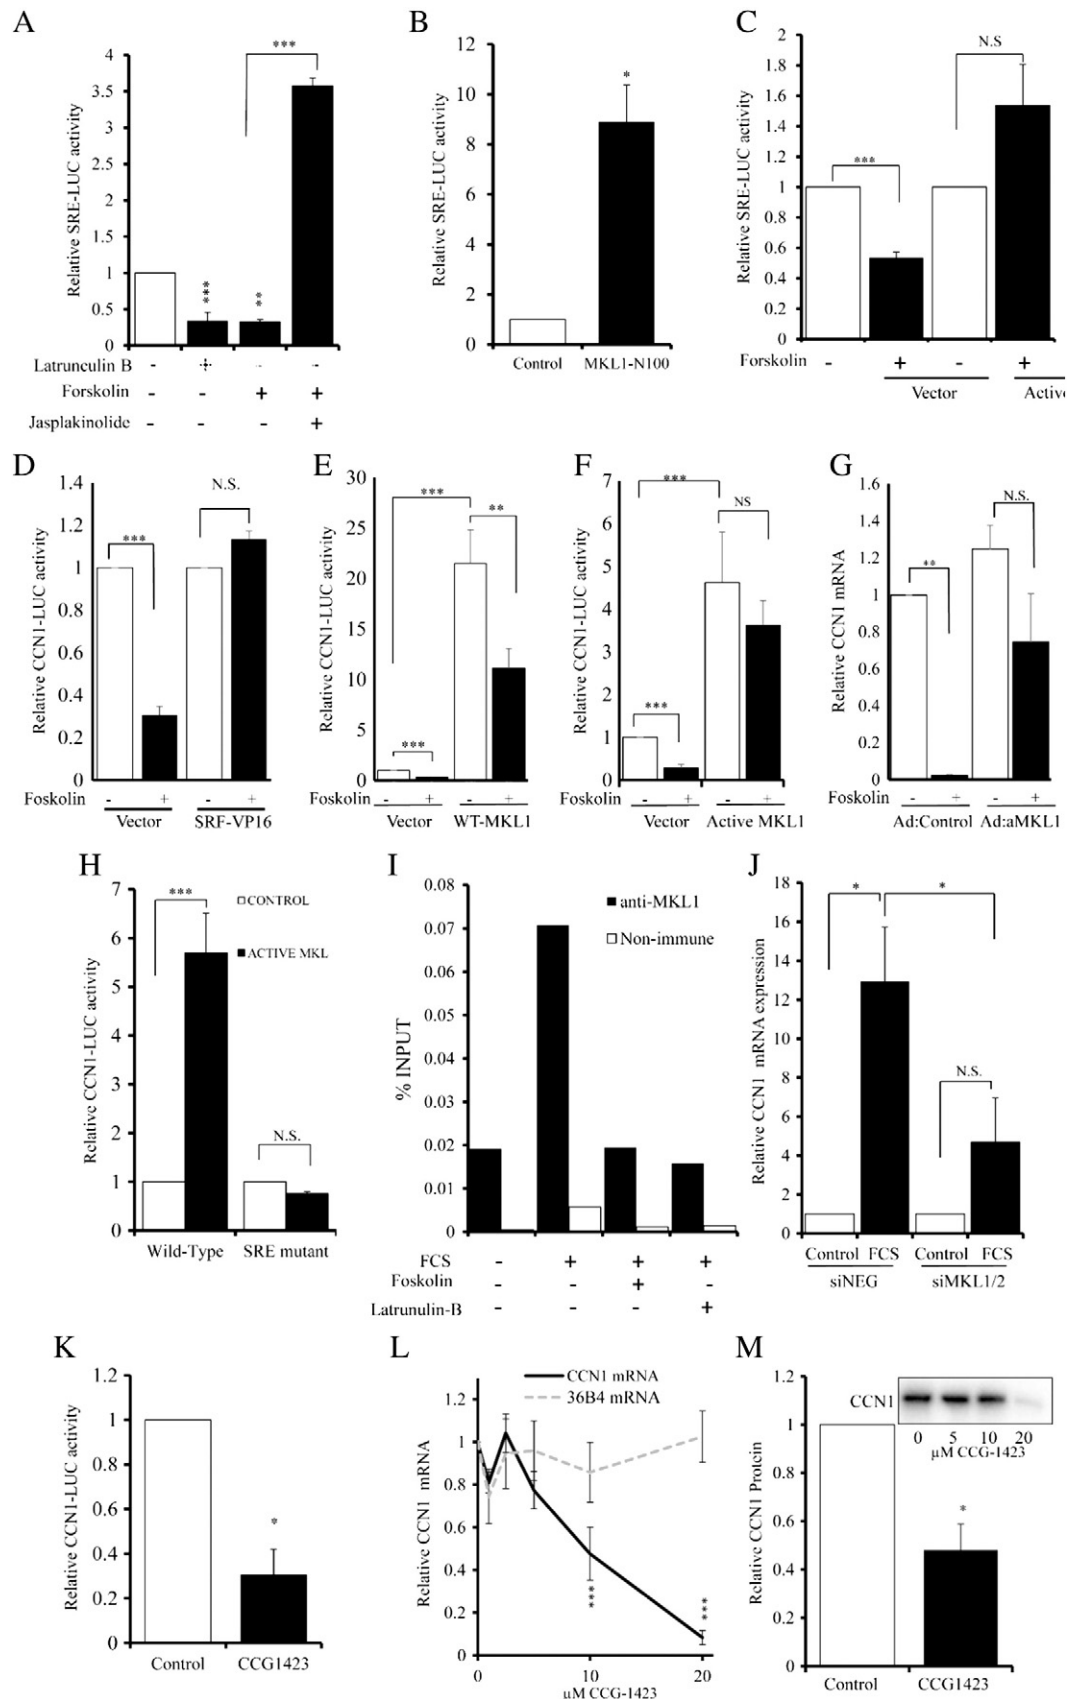 A
Relative SRE-LUC activity
4
3.5
3
2.5
2
1.5
1
0.5
0
***
**
***
Latrunculin B - + - -
Forskolin - - + +
Jasplakinolide - - - +
B
Relative SRE-LUC activity
12
10
8
6
4
2
0
*
Control MKL1-N100
C
Relative SRE-LUC activity
2
1.8
1.6
1.4
1.2
1
0.8
0.6
0.4
0.2
0
***
N.S
Forskolin - + - +
Vector Active
D
Relative CCN1-LUC activity
1.4
1.2
1
0.8
0.6
0.4
0.2
0
***
N.S.
Foskolin - + - +
Vector SRF-VP16
E
Relative CCN1-LUC activity
30
25
20
15
10
5
0
***
**
***
Foskolin - + - +
Vector WT-MKL1
F
Relative CCN1-LUC activity
7
6
5
4
3
2
1
0
***
NS
***
Foskolin - + - +
Vector Active MKL1
G
Relative CCN1 mRNA
1.6
1.4
1.2
1
0.8
0.6
0.4
0.2
0
**
N.S.
Foskolin - + - +
Ad:Control Ad:aMKL1
H
Relative CCN1-LUC activity
7
6
5
4
3
2
1
0
***
CONTROL
ACTIVE MKL
N.S.
Wild-Type SRE mutant
I
% INPUT
0.08
0.07
0.06
0.05
0.04
0.03
0.02
0.01
0
anti-MKL1
Non-immune
FCS - + + +
Foskolin - - + -
Latrunulin-B - - - +
J
Relative CCN1 mRNA expression
18
16
14
12
10
8
6
4
2
0
*
*
N.S.
Control FCS Control FCS
siNEG siMKL1/2
K
Relative CCN1-LUC activity
1.2
1
0.8
0.6
0.4
0.2
0
*
Control CCG1423
L
Relative CCN1 mRNA
CCN1 mRNA
36B4 mRNA
1.2
1
0.8
0.6
0.4
0.2
0
***
***
0 10 20
µM CCG-1423
M
Relative CCN1 Protein
1.2
1
0.8
0.6
0.4
0.2
0
CCN1
0 5 10 20
µM CCG-1423
*
Control CCG1423